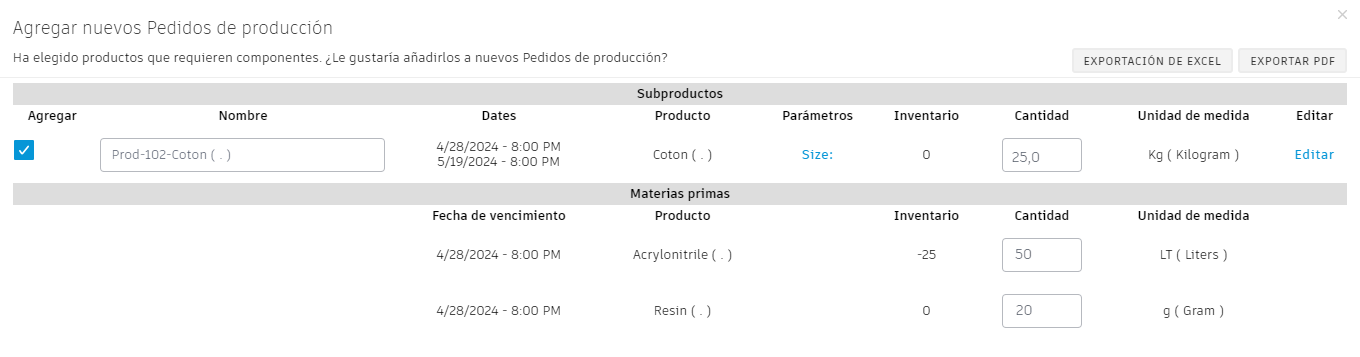 Agregar nuevos Pedidos de producción
Ha elegido productos que requieren componentes. ¿Le gustaría añadirlos a nuevos Pedidos de producción?
EXPORTACIÓN DE EXCEL EXPORTAR PDF
Subproductos
Agregar Nombre Dates Producto Parámetros Inventario Cantidad Unidad de medida Editar
Prod-102-Coton ( . ) 4/28/2024 - 8:00 PM Coton ( . ) Size: 0 25,0 Kg ( Kilogram ) Editar
5/19/2024 - 8:00 PM
Materias primas
Fecha de vencimiento Producto Inventario Cantidad Unidad de medida
4/28/2024 - 8:00 PM Acrylonitrile ( . ) -25 50 LT ( Liters )
4/28/2024 - 8:00 PM Resin ( . ) 0 20 g ( Gram )